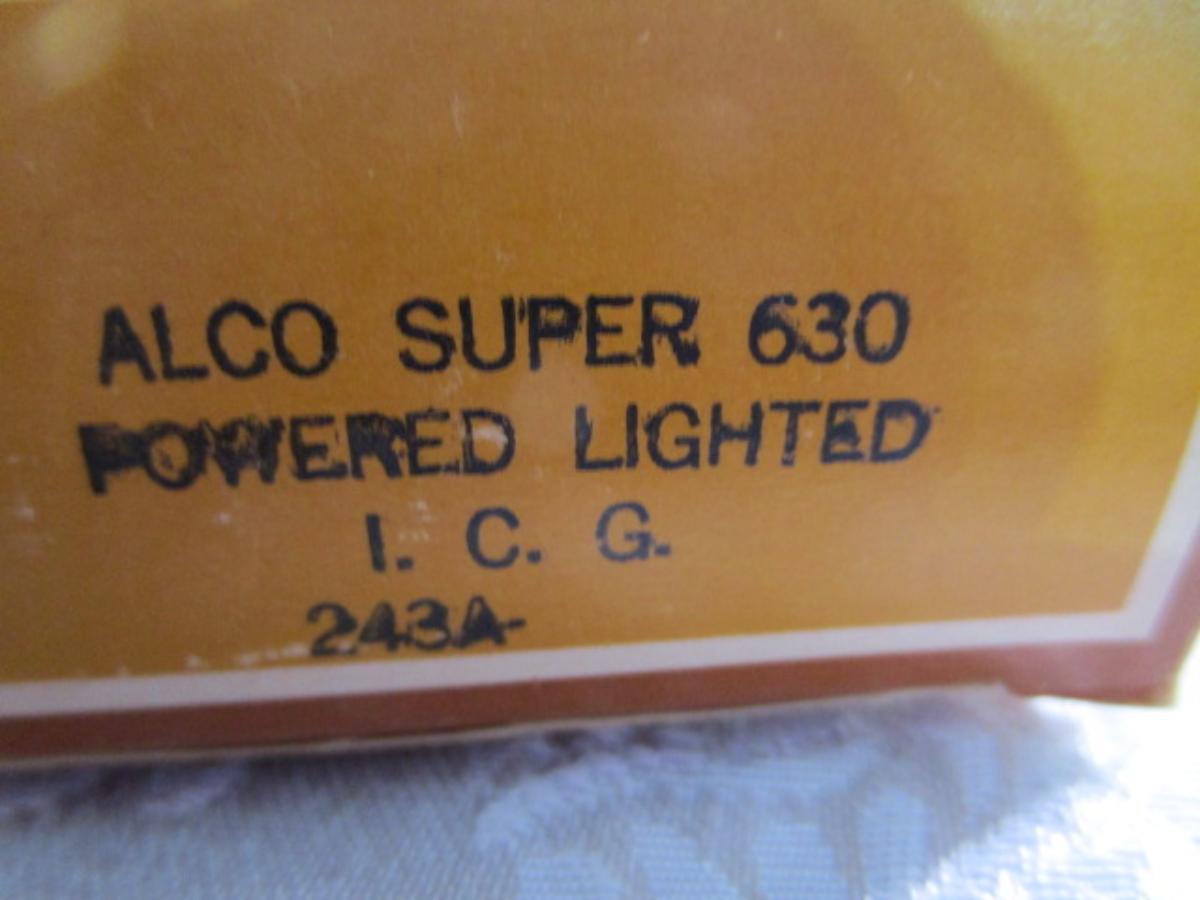 ALCO SUPER 630
POWERED LIGHTED
I. C. G.
243A-